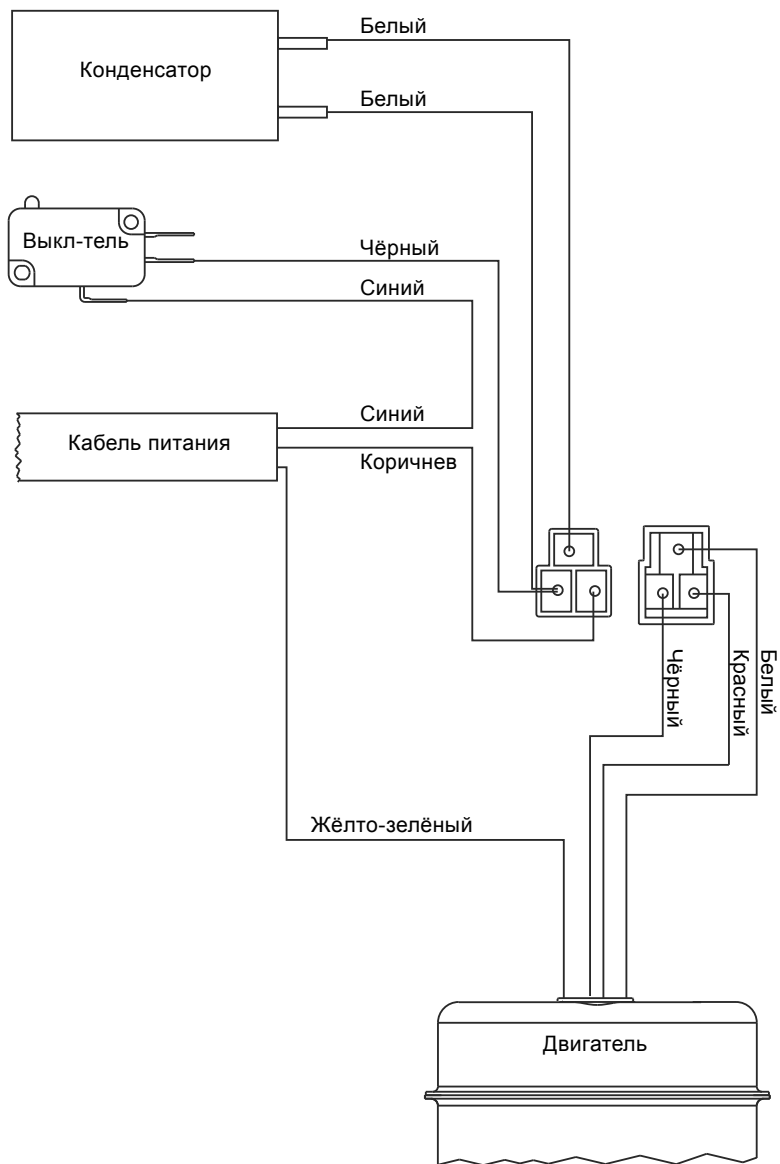 Белый
Конденсатор
Белый
Выкл-тель
Чёрный
Синий
Синий
Кабель питания
Коричнев
Чёрный
Красный
Белый
Жёлто-зелёный
Двигатель